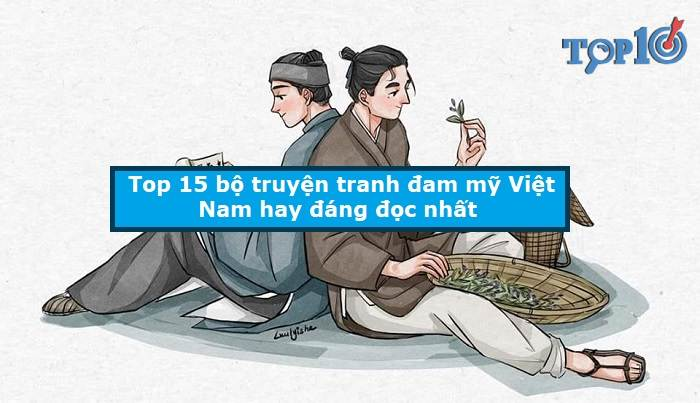 TOP10
Top 15 bộ truyện tranh đam mỹ Việt
Nam hay đáng đọc nhất